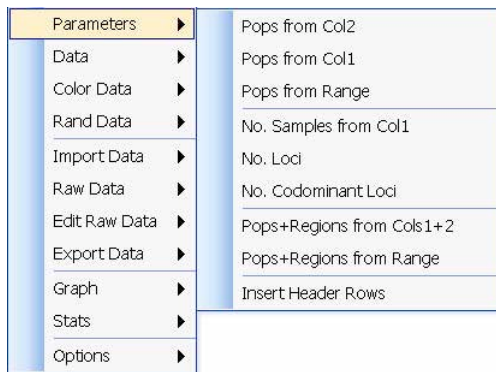 Parameters
Data
Color Data
Rand Data
Import Data
Raw Data
Edit Raw Data
Export Data
Graph
Stats
Options
Pops from Col2
Pops from Col1
Pops from Range
No. Samples from Col1
No. Loci
No. Codominant Loci
Pops+Regions from Cols1+2
Pops+Regions from Range
Insert Header Rows